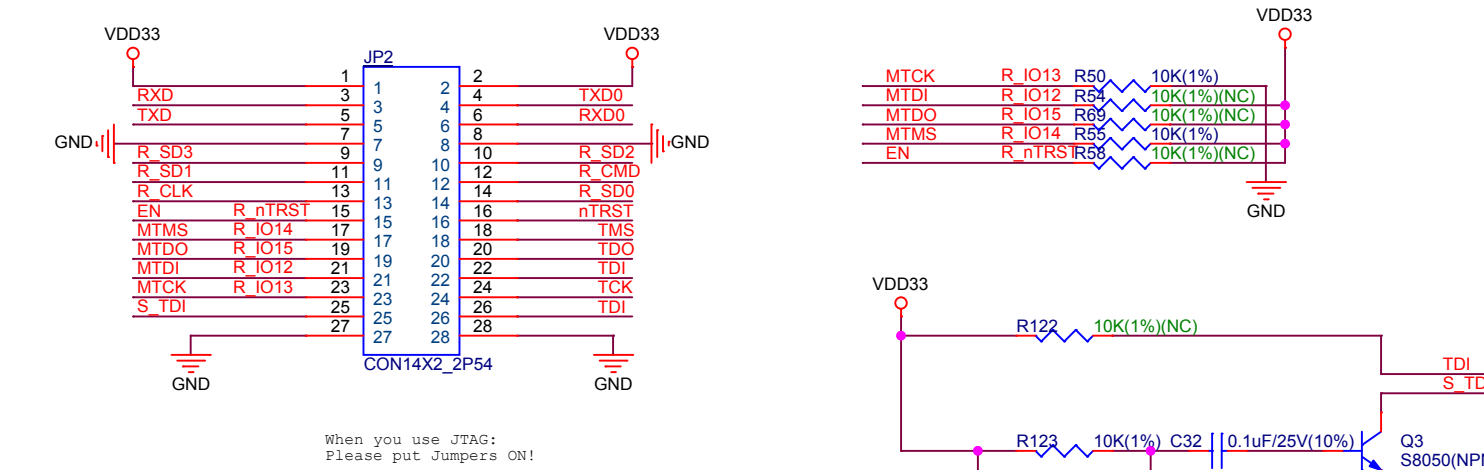 VDD33
VDD33
JP2
1 1 2 2
RXD 3 3 4 4 TXD0
TXD 5 5 6 6 RXD0
GND 7 7 8 8 GND
R_SD3 9 9 10 10 R_SD2
R_SD1 11 11 12 12 R_CMD
R_CLK 13 13 14 14 R_SD0
EN R_nTRST 15 15 16 16 nTRST
MTMS R_IO14 17 17 18 18 TMS
MTDO R_IO15 19 19 20 20 TDO
MTDI R_IO12 21 21 22 22 TDI
MTCK R_IO13 23 23 24 24 TCK
S_TDI 25 25 26 26 TDI
27 27 28 28
CON14X2_2P54
GND
GND
When you use JTAG:
Please put Jumpers ON!
VDD33
MTCK R_IO13 R50 10K(1%)
MTDI R_IO12 R54 10K(1%)(NC)
MTDO R_IO15 R69 10K(1%)(NC)
MTMS R_IO14 R55 10K(1%)
EN R_nTRST R58 10K(1%)(NC)
GND
VDD33
R122 10K(1%)(NC)
TDI
R123 10K(1%) C32 0.1uF/25V(10%) Q3